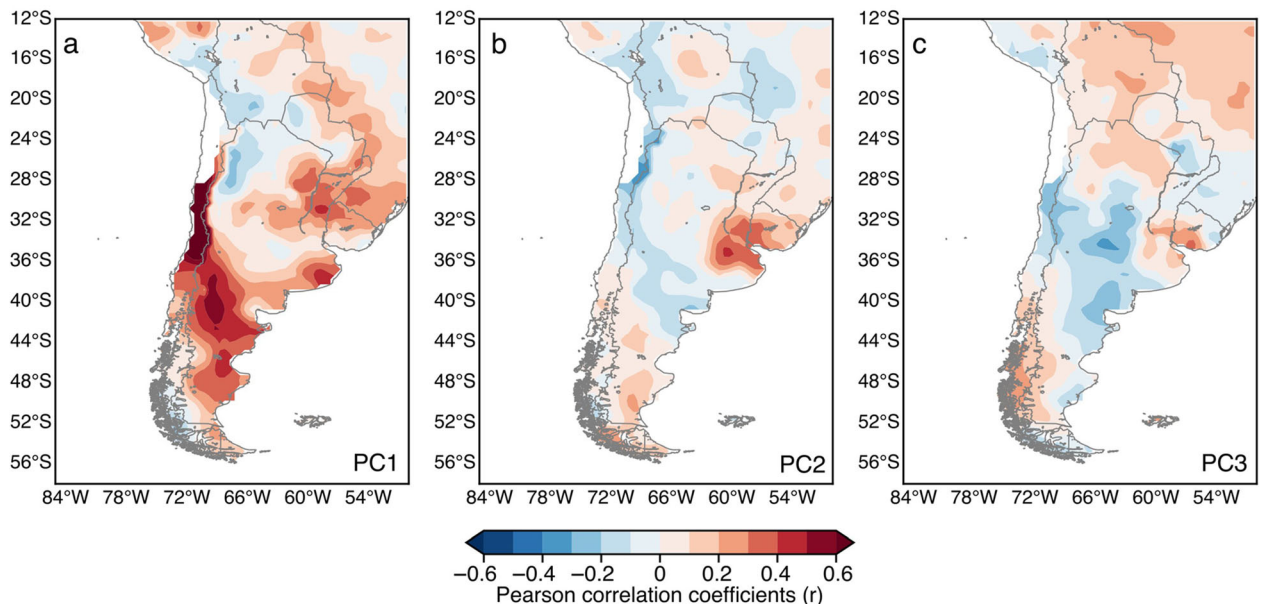 a
12°S
16°S
20°S
24°S
28°S
32°S
36°S
40°S
44°S
48°S
52°S
56°S
PC1
84°W 78°W 72°W 66°W 60°W 54°W
b
12°S
16°S
20°S
24°S
28°S
32°S
36°S
40°S
44°S
48°S
52°S
56°S
PC2
84°W 78°W 72°W 66°W 60°W 54°W
c
12°S
16°S
20°S
24°S
28°S
32°S
36°S
40°S
44°S
48°S
52°S
56°S
PC3
84°W 78°W 72°W 66°W 60°W 54°W
−0.6 −0.4 −0.2 0 0.2 0.4 0.6
Pearson correlation coefficients (r)